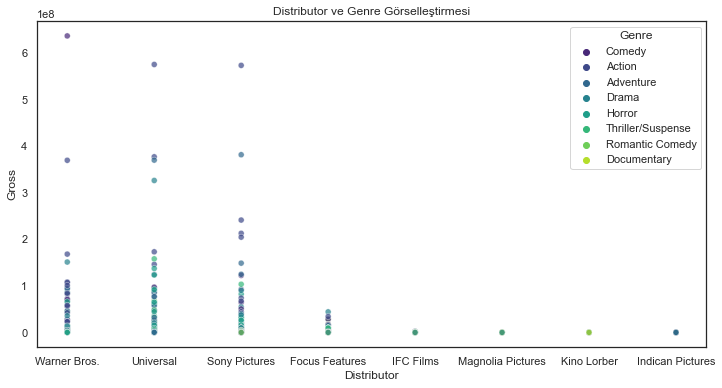 Distributor ve Genre Görselleştirmesi
1e8
Genre
Comedy
Action
Adventure
Drama
Horror
Thriller/Suspense
Romantic Comedy
Documentary
6
5
4
3
2
1
0
Gross
Warner Bros.
Universal
Sony Pictures
Focus Features
IFC Films
Magnolia Pictures
Kino Lorber
Indican Pictures
Distributor